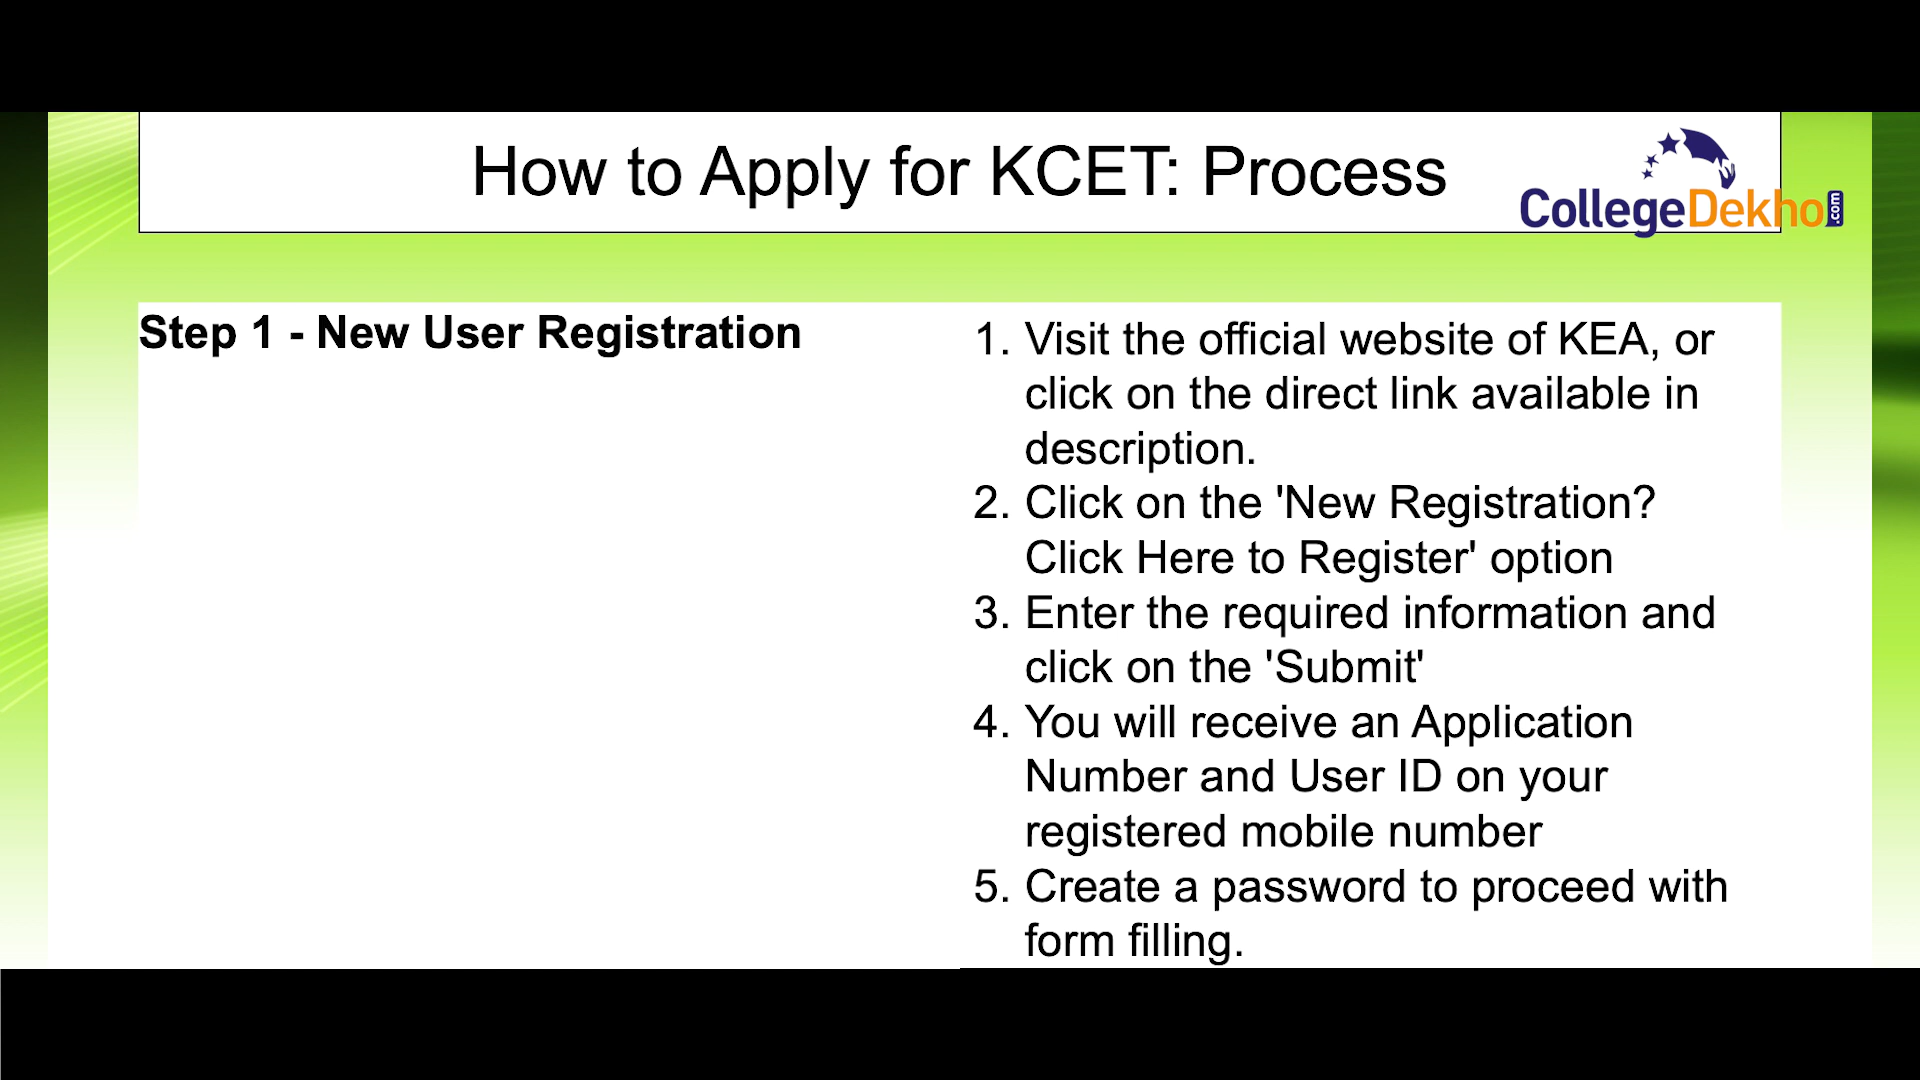 How to Apply for KCET: Process
CollegeDekho.com
Step 1 - New User Registration
1. Visit the official website of KEA, or
click on the direct link available in
description.
2. Click on the 'New Registration?
Click Here to Register' option
3. Enter the required information and
click on the 'Submit'
4. You will receive an Application
Number and User ID on your
registered mobile number
5. Create a password to proceed with
form filling.